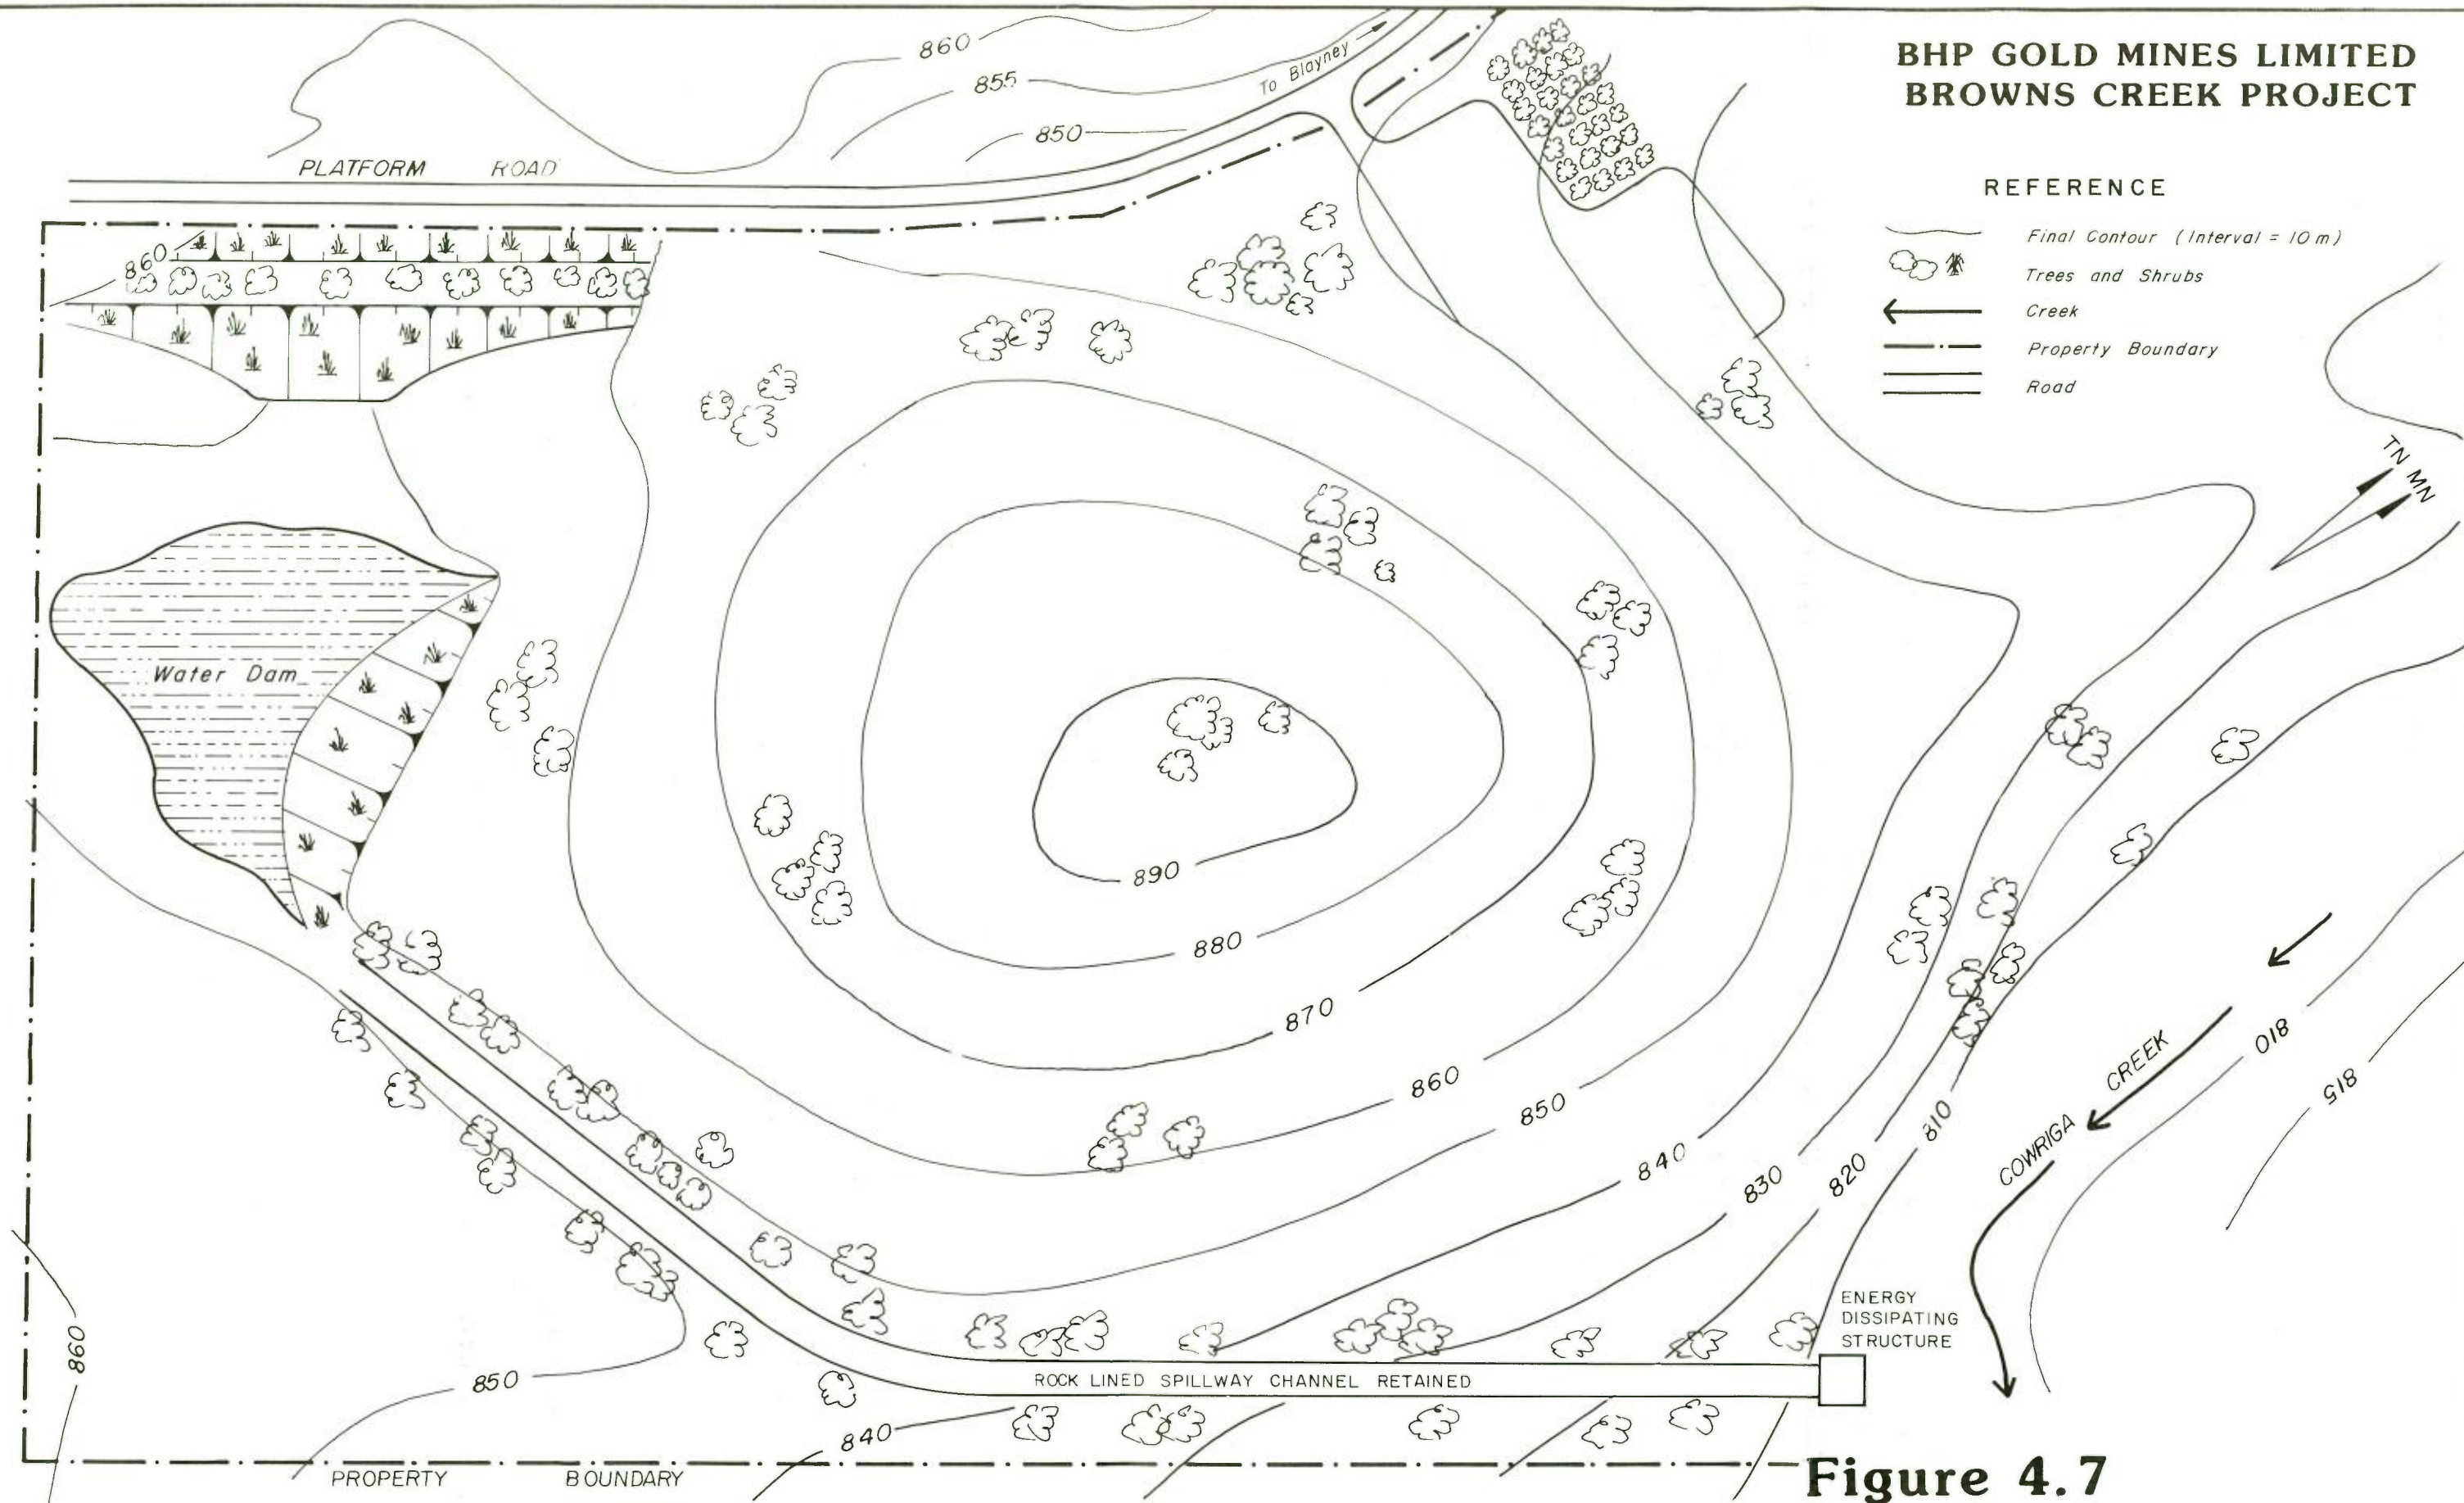 BHP GOLD MINES LIMITED
BROWNS CREEK PROJECT
REFERENCE
Final Contour (Interval = 10 m)
Trees and Shrubs
Creek
Property Boundary
Road
860
855
850
To Blayney
PLATFORM ROAD
860
TN MN
Water Dam
890
880
870
860
850
840
830
820
810
CREEK
COWRIGA
810
815
ENERGY
DISSIPATING
STRUCTURE
ROCK LINED SPILLWAY CHANNEL RETAINED
860
850
840
PROPERTY BOUNDARY
Figure 4.7